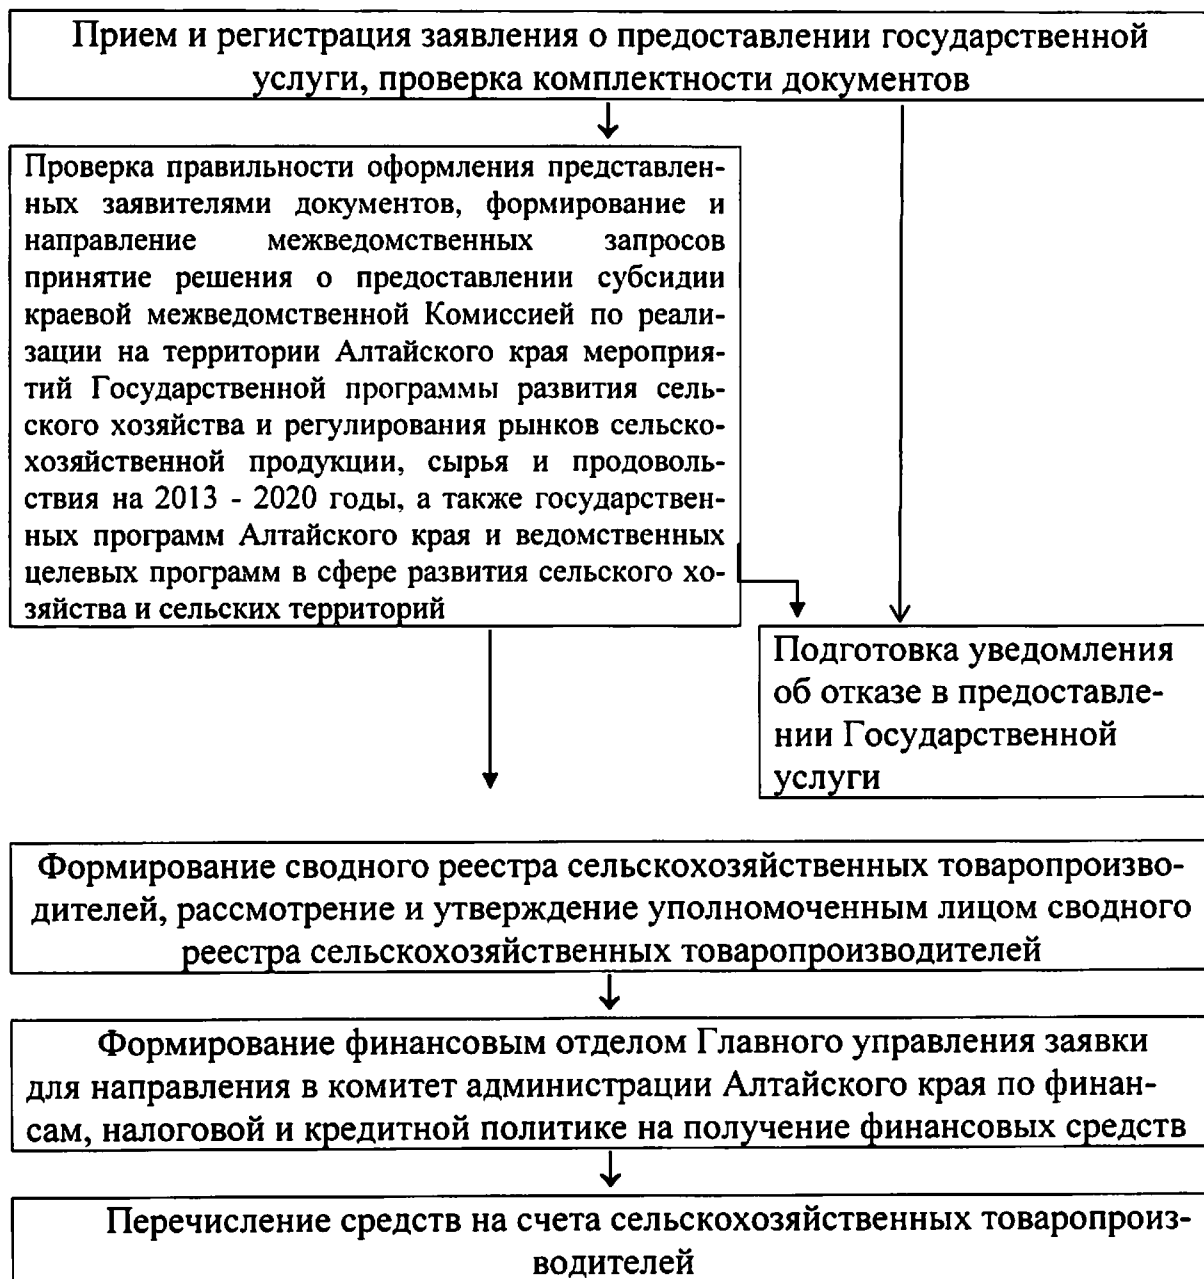 Прием и регистрация заявления о предоставлении государственной
услуги, проверка комплектности документов
Проверка правильности оформления представлен-
ных заявителями документов, формирование и
направление межведомственных запросов
принятие решения о предоставлении субсидии
краевой межведомственной Комиссией по реали-
зации на территории Алтайского края мероприя-
тий Государственной программы развития сель-
ского хозяйства и регулирования рынков сельско-
хозяйственной продукции, сырья и продоволь-
ствия на 2013 - 2020 годы, а также государствен-
ных программ Алтайского края и ведомственных
целевых программ в сфере развития сельского хо-
зяйства и сельских территорий
Подготовка уведомления
об отказе в предоставле-
нии Государственной
услуги
Формирование сводного реестра сельскохозяйственных товаропроизво-
дителей, рассмотрение и утверждение уполномоченным лицом сводного
реестра сельскохозяйственных товаропроизводителей
Формирование финансовым отделом Главного управления заявки
для направления в комитет администрации Алтайского края по финан-
сам, налоговой и кредитной политике на получение финансовых средств
Перечисление средств на счета сельскохозяйственных товаропроиз-
водителей